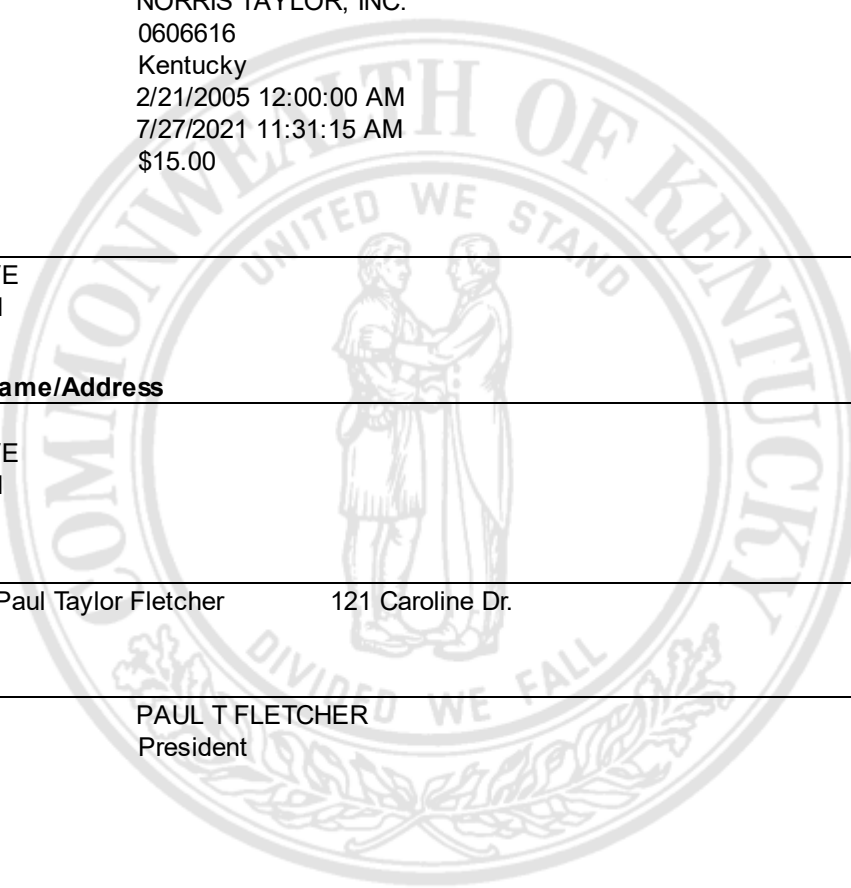 NORRIS TAYLOR, INC.
0606616
Kentucky
2/21/2005 12:00:00 AM
7/27/2021 11:31:15 AM
$15.00
COMMONWEALTH OF KENTUCKY
UNITED WE STAND
ame/Address
Paul Taylor Fletcher 121 Caroline Dr.
DIVIDED WE FALL
PAUL T FLETCHER
President